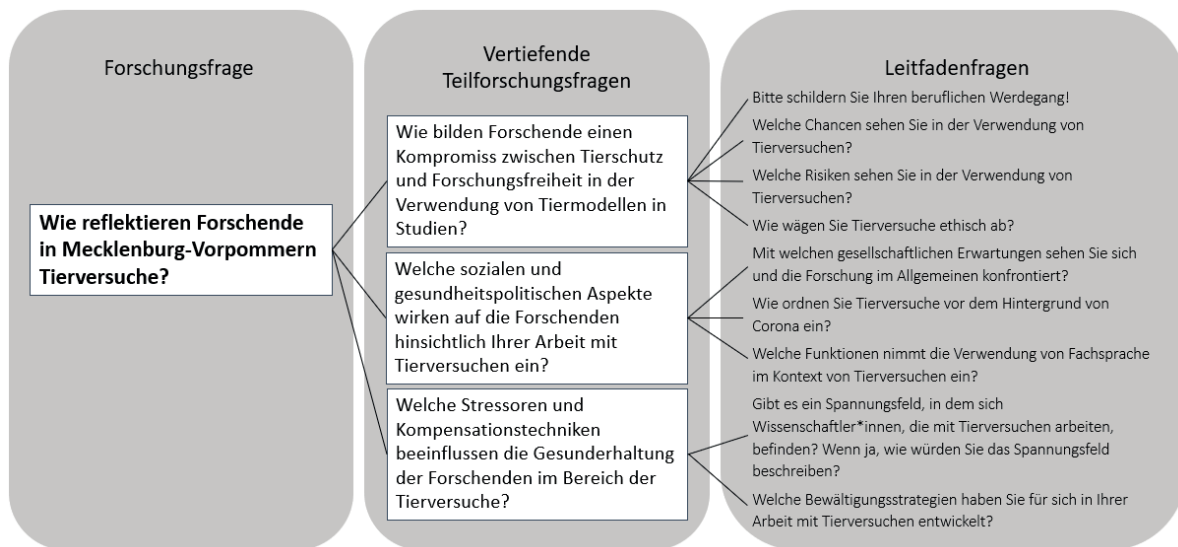 Forschungsfrage
Wie reflektieren Forschende
in Mecklenburg-Vorpommern
Tierversuche?
Vertiefende
Teilforschungsfragen
Wie bilden Forschende einen
Kompromiss zwischen Tierschutz
und Forschungsfreiheit in der
Verwendung von Tiermodellen in
Studien?
Welche sozialen und
gesundheitspolitischen Aspekte
wirken auf die Forschenden
hinsichtlich Ihrer Arbeit mit
Tierversuchen ein?
Welche Stressoren und
Kompensationstechniken
beeinflussen die Gesunderhaltung
der Forschenden im Bereich der
Tierversuche?
Leitfadenfragen
Bitte schildern Sie Ihren beruflichen Werdegang!
Welche Chancen sehen Sie in der Verwendung von
Tierversuchen?
Welche Risiken sehen Sie in der Verwendung von
Tierversuchen?
Wie wägen Sie Tierversuche ethisch ab?
Mit welchen gesellschaftlichen Erwartungen sehen Sie sich
und die Forschung im Allgemeinen konfrontiert?
Wie ordnen Sie Tierversuche vor dem Hintergrund von
Corona ein?
Welche Funktionen nimmt die Verwendung von Fachsprache
im Kontext von Tierversuchen ein?
Gibt es ein Spannungsfeld, in dem sich
Wissenschaftler*innen, die mit Tierversuchen arbeiten,
befinden? Wenn ja, wie würden Sie das Spannungsfeld
beschreiben?
Welche Bewältigungsstrategien haben Sie für sich in Ihrer
Arbeit mit Tierversuchen entwickelt?